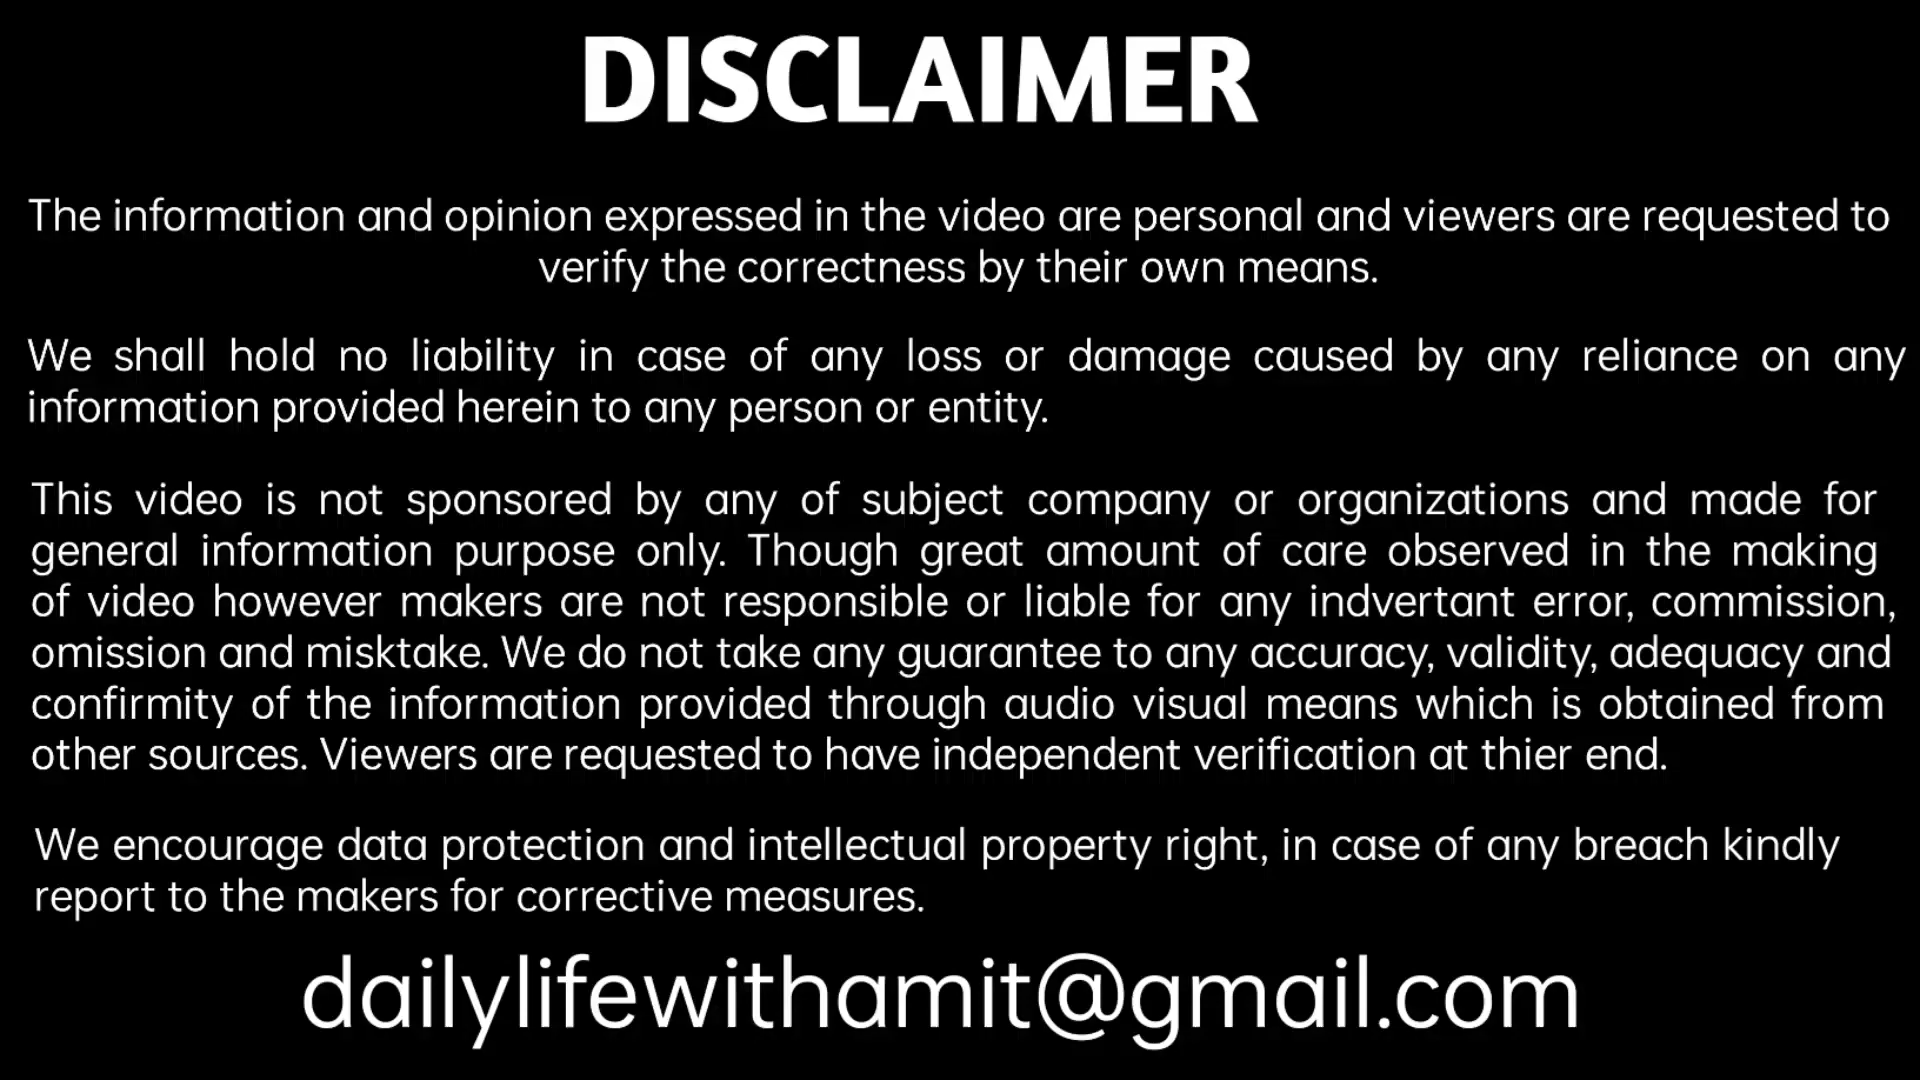 DISCLAIMER
The information and opinion expressed in the video are personal and viewers are requested to
verify the correctness by their own means.
We shall hold no liability in case of any loss or damage caused by any reliance on any
information provided herein to any person or entity.
This video is not sponsored by any of subject company or organizations and made for
general information purpose only. Though great amount of care observed in the making
of video however makers are not responsible or liable for any indvertant error, commission,
omission and misktake. We do not take any guarantee to any accuracy, validity, adequacy and
confirmity of the information provided through audio visual means which is obtained from
other sources. Viewers are requested to have independent verification at thier end.
We encourage data protection and intellectual property right, in case of any breach kindly
report to the makers for corrective measures.
dailylifewithamit@gmail.com